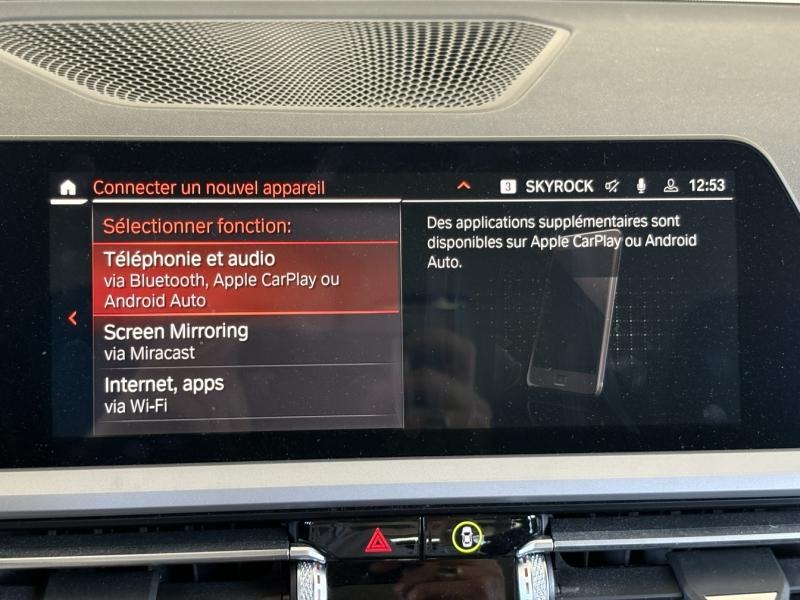 Connecter un nouvel appareil
3 SKYROCK 12:53
Sélectionner fonction:
Téléphonie et audio
via Bluetooth, Apple CarPlay ou
Android Auto
Screen Mirroring
via Miracast
Internet, apps
via Wi-Fi
Des applications supplémentaires sont
disponibles sur Apple CarPlay ou Android
Auto.